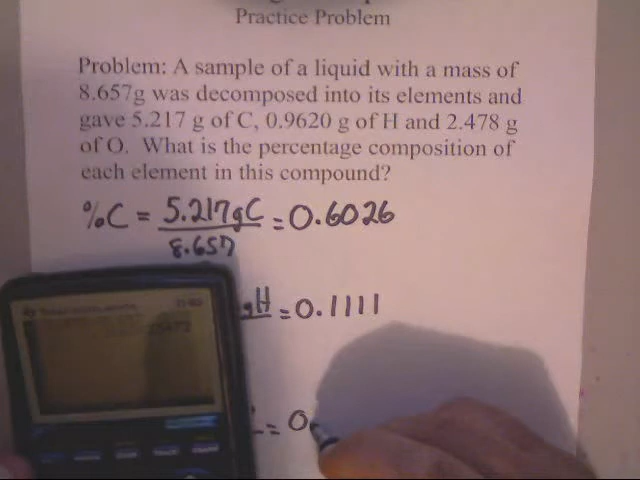 Practice Problem
Problem: A sample of a liquid with a mass of
8.657g was decomposed into its elements and
gave 5.217 g of C, 0.9620 g of H and 2.478 g
of O. What is the percentage composition of
each element in this compound?
%C = 5.217gC = 0.6026
8.657
gH = 0.1111
= 0.